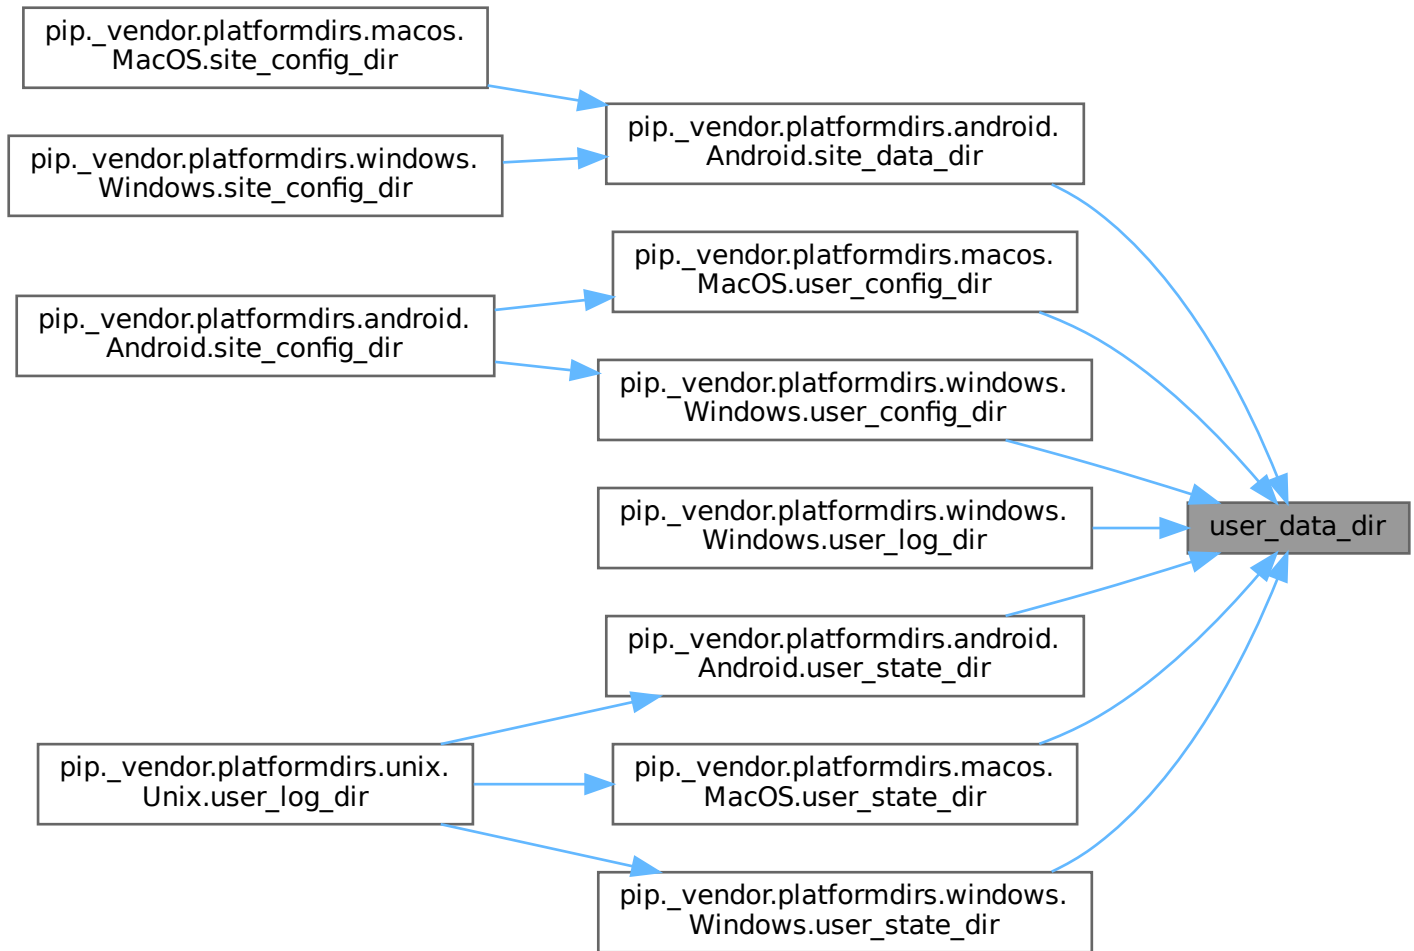 pip._vendor.platformdirs.macos.
MacOS.site_config_dir
pip._vendor.platformdirs.windows.
Windows.site_config_dir
pip._vendor.platformdirs.android.
Android.site_config_dir
pip._vendor.platformdirs.unix.
Unix.user_log_dir
pip._vendor.platformdirs.android.
Android.site_data_dir
pip._vendor.platformdirs.macos.
MacOS.user_config_dir
pip._vendor.platformdirs.windows.
Windows.user_config_dir
pip._vendor.platformdirs.windows.
Windows.user_log_dir
pip._vendor.platformdirs.android.
Android.user_state_dir
pip._vendor.platformdirs.macos.
MacOS.user_state_dir
pip._vendor.platformdirs.windows.
Windows.user_state_dir
user_data_dir